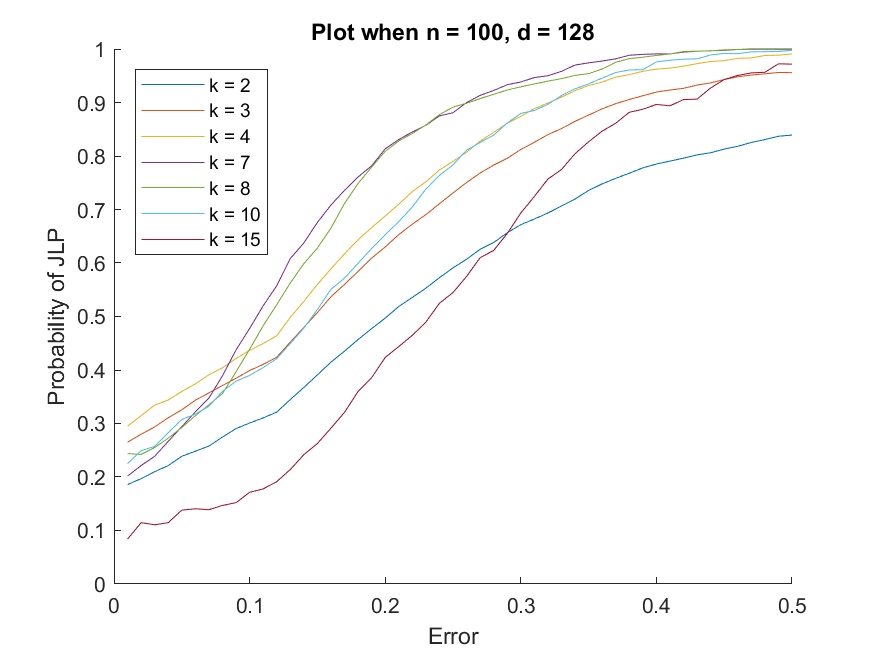 Plot when n = 100, d = 128
1
0.9
0.8
0.7
0.6
0.5
0.4
0.3
0.2
0.1
0
k = 2
k = 3
k = 4
k = 7
k = 8
k = 10
k = 15
Probability of JLP
0 0.1 0.2 0.3 0.4 0.5
Error